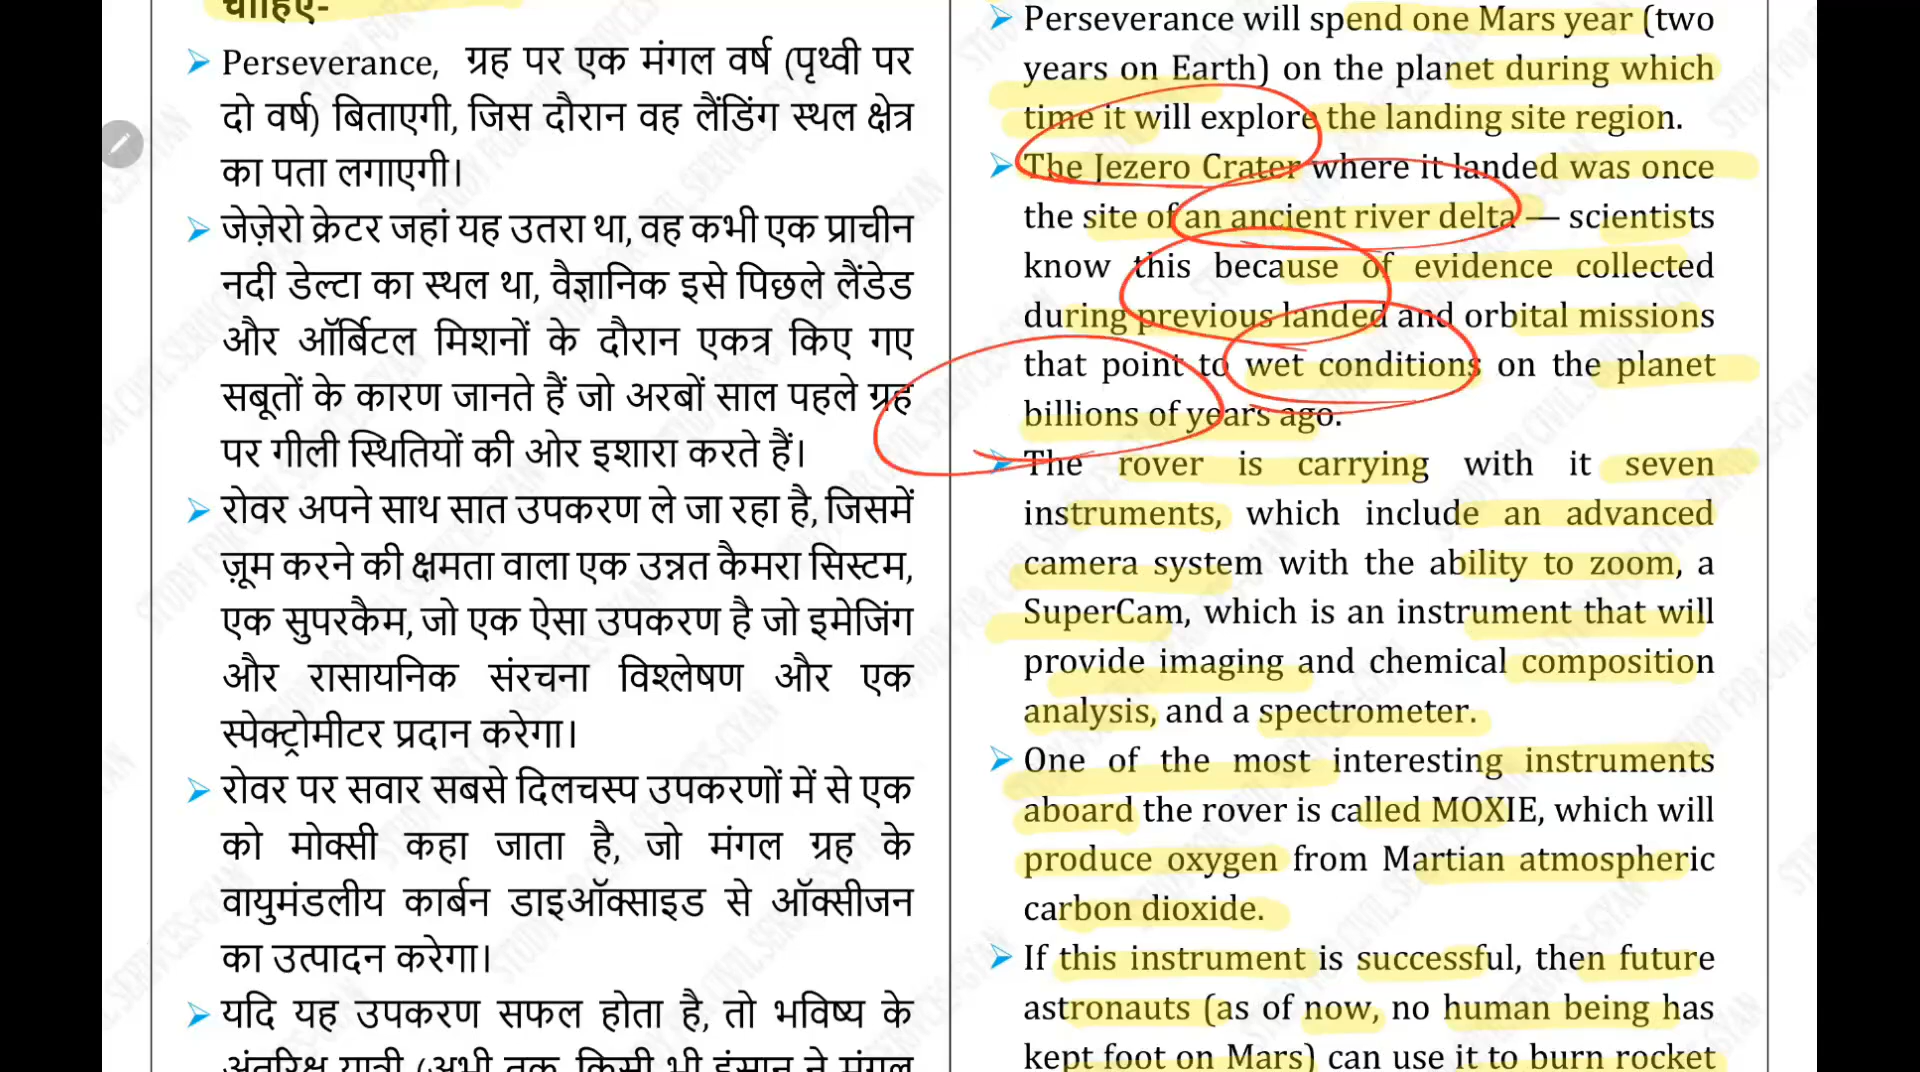 चाहिए-
➢ Perseverance, ग्रह पर एक मंगल वर्ष (पृथ्वी पर
दो वर्ष) बिताएगी, जिस दौरान वह लैंडिंग स्थल क्षेत्र
का पता लगाएगी।
➢ जेज़ेरो क्रेटर जहां यह उतरा था, वह कभी एक प्राचीन
नदी डेल्टा का स्थल था, वैज्ञानिक इसे पिछले लैंडेड
और ऑर्बिटल मिशनों के दौरान एकत्र किए गए
सबूतों के कारण जानते हैं जो अरबों साल पहले ग्रह
पर गीली स्थितियों की ओर इशारा करते हैं।
➢ रोवर अपने साथ सात उपकरण ले जा रहा है, जिसमें
ज़ूम करने की क्षमता वाला एक उन्नत कैमरा सिस्टम,
एक सुपरकैम, जो एक ऐसा उपकरण है जो इमेजिंग
और रासायनिक संरचना विश्लेषण और एक
स्पेक्ट्रोमीटर प्रदान करेगा।
➢ रोवर पर सवार सबसे दिलचस्प उपकरणों में से एक
को मोक्सी कहा जाता है, जो मंगल ग्रह के
वायुमंडलीय कार्बन डाइऑक्साइड से ऑक्सीजन
का उत्पादन करेगा।
➢ यदि यह उपकरण सफल होता है, तो भविष्य के
अंतरिक्ष यात्री (अभी तक किसी भी इंसान ने मंगल
➢ Perseverance will spend one Mars year (two
years on Earth) on the planet during which
time it will explore the landing site region.
➢ The Jezero Crater where it landed was once
the site of an ancient river delta — scientists
know this because of evidence collected
during previous landed and orbital missions
that point to wet conditions on the planet
billions of years ago.
➢ The rover is carrying with it seven
instruments, which include an advanced
camera system with the ability to zoom, a
SuperCam, which is an instrument that will
provide imaging and chemical composition
analysis, and a spectrometer.
➢ One of the most interesting instruments
aboard the rover is called MOXIE, which will
produce oxygen from Martian atmospheric
carbon dioxide.
➢ If this instrument is successful, then future
astronauts (as of now, no human being has
kept foot on Mars) can use it to burn rocket